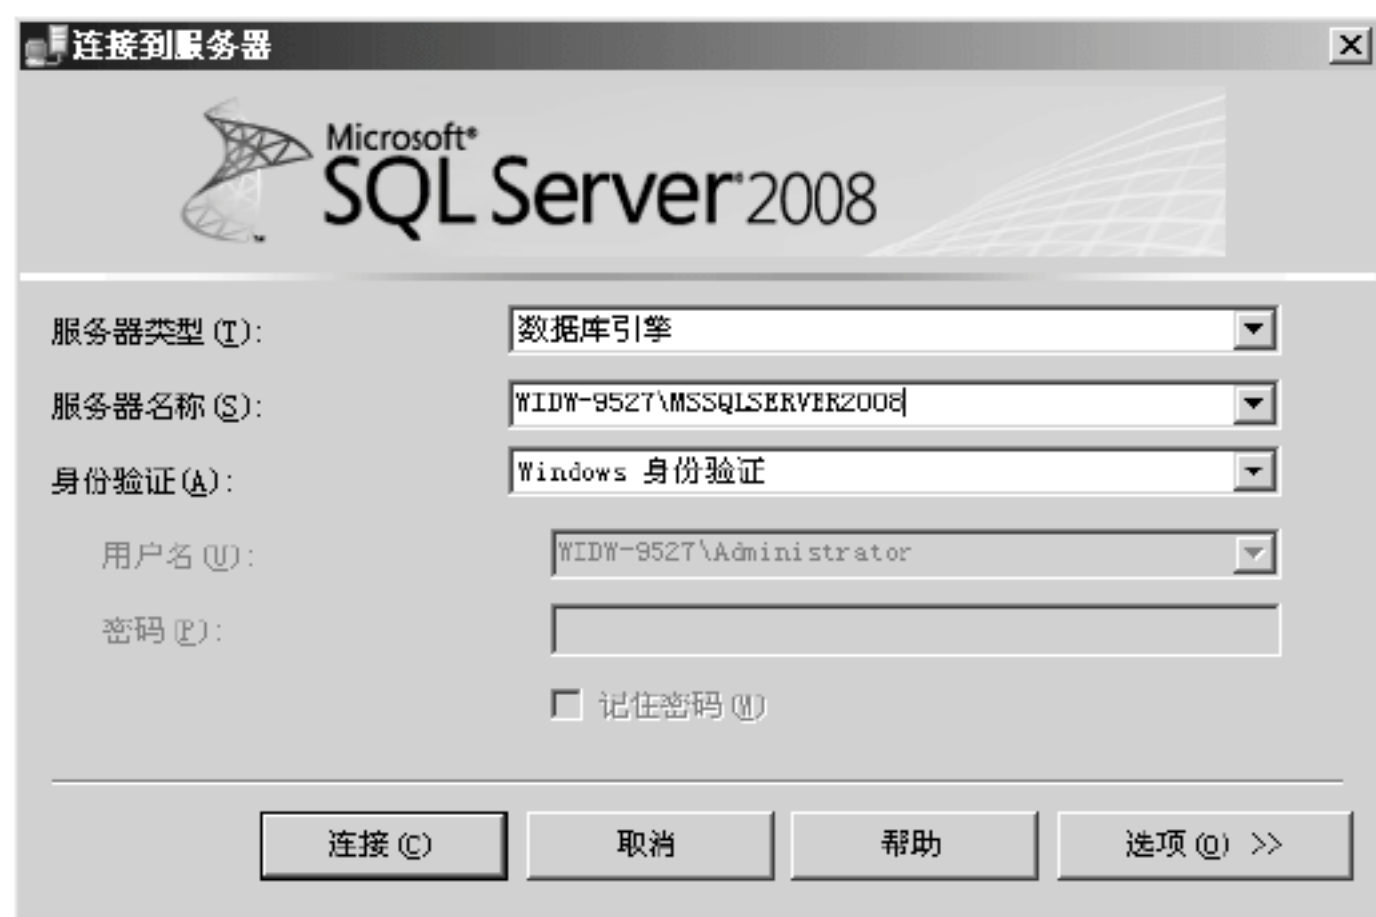 连接到服务器
Microsoft®
SQL Server® 2008
™
服务器类型(T):
数据库引擎
服务器名称(S):
WIDW-9527\MSSQLSERVER2008
身份验证(A):
Windows 身份验证
用户名(U):
WIDW-9527\Administrator
密码(P):
记住密码(M)
连接(C)
取消
帮助
选项(O) >>